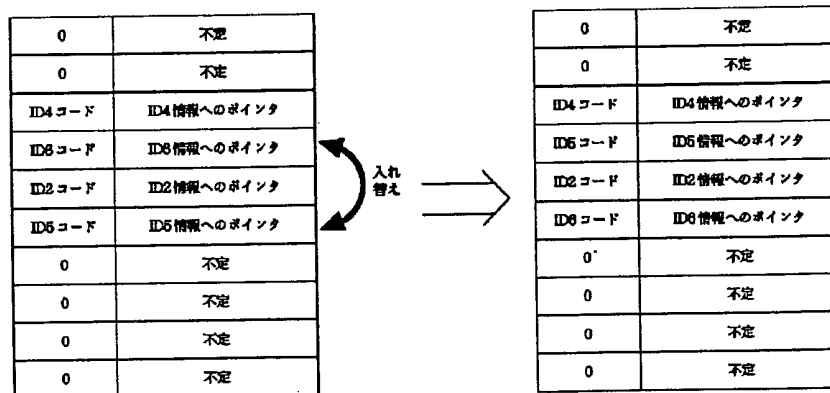 0 不定
0 不定
ID4コード ID4情報へのポインタ
ID6コード ID6情報へのポインタ
ID2コード ID2情報へのポインタ
ID5コード ID5情報へのポインタ
0 不定
0 不定
0 不定
0 不定
入れ
替え
0 不定
0 不定
ID4コード ID4情報へのポインタ
ID5コード ID5情報へのポインタ
ID2コード ID2情報へのポインタ
ID6コード ID6情報へのポインタ
0 不定
0 不定
0 不定
0 不定